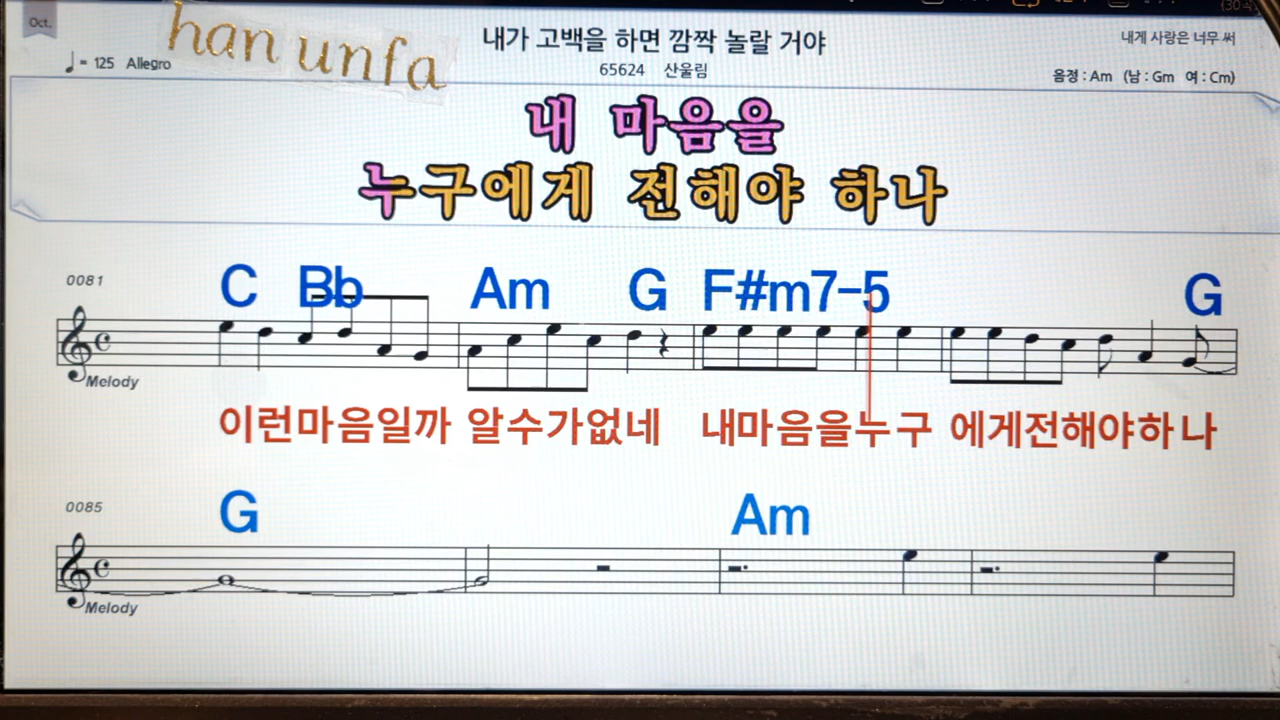 Oct.
han unfa
내가 고백을 하면 깜짝 놀랄 거야
내게 사랑은 너무 써
♩= 125 Allegro
65624 산울림
음정 : Am (남 : Gm 여 : Cm)
내 마음을
누구에게 전해야 하나
0081
C Bb Am G F#m7-5 G
Melody
이런마음일까 알수가없네 내마음을누구 에게전해야하나
0085
G Am
Melody